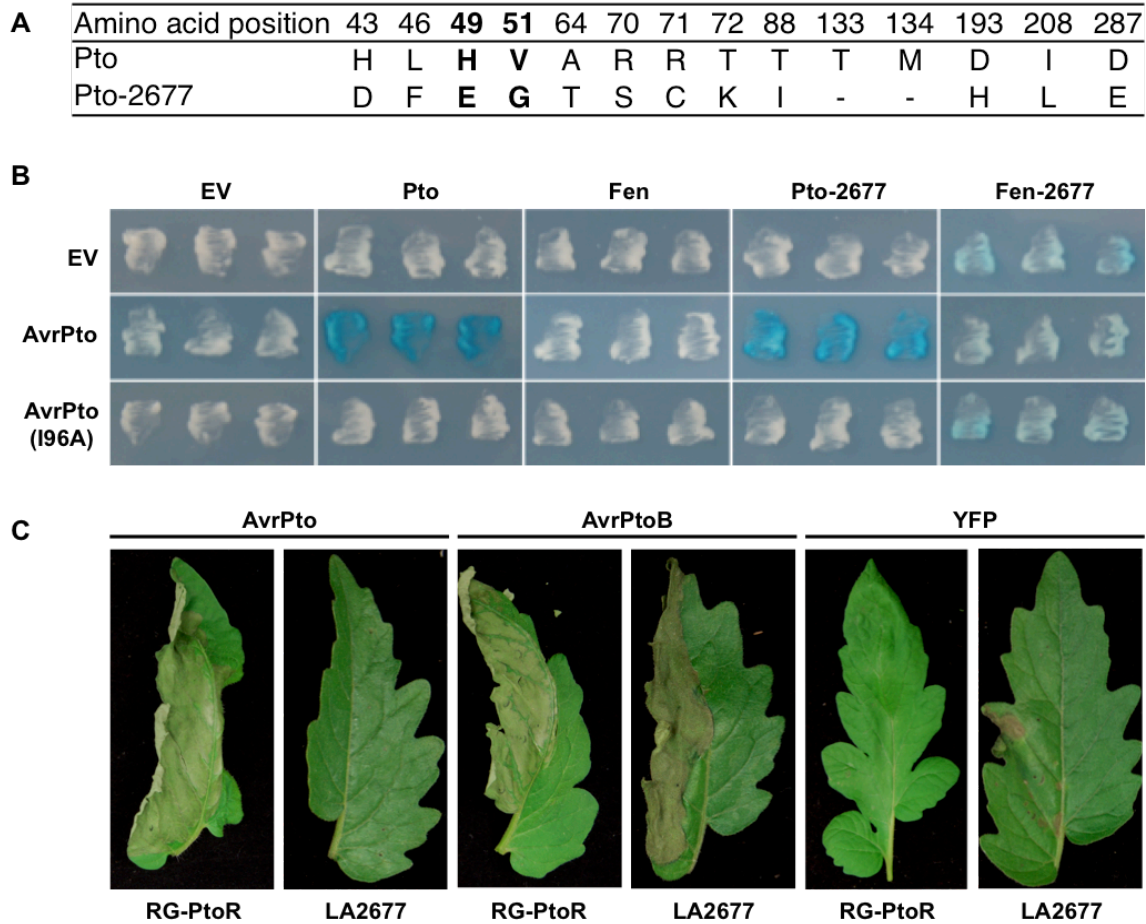 A
Amino acid position 43 46 49 51 64 70 71 72 88 133 134 193 208 287
Pto H L H V A R R T T T M D I D
Pto-2677 D F E G T S C K I - - H L E
B
EV Pto Fen Pto-2677 Fen-2677
EV
AvrPto
AvrPto
(I96A)
C
AvrPto AvrPtoB YFP
RG-PtoR LA2677 RG-PtoR LA2677 RG-PtoR LA2677